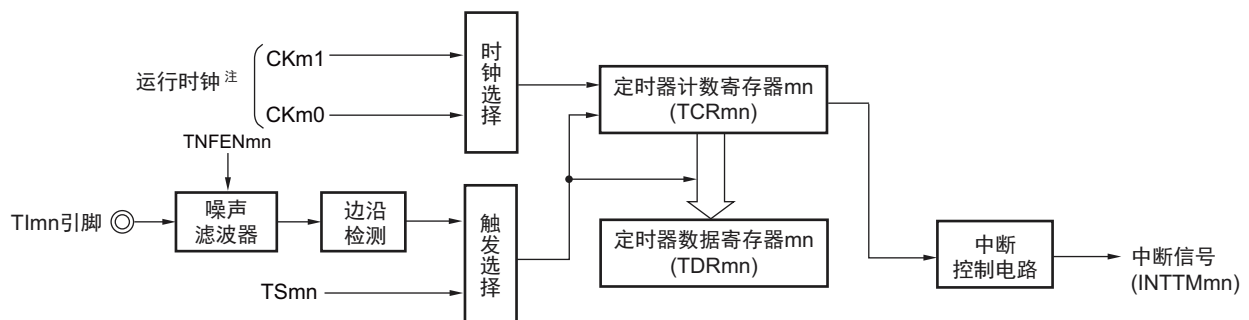 运行时钟 注
CKm1
CKm0
时钟选择
定时器计数寄存器mn
(TCRmn)
TNFENmn
TImn引脚
噪声
滤波器
边沿
检测
TSmn
触发选择
定时器数据寄存器mn
(TDRmn)
中断
控制电路
中断信号
(INTTMmn)